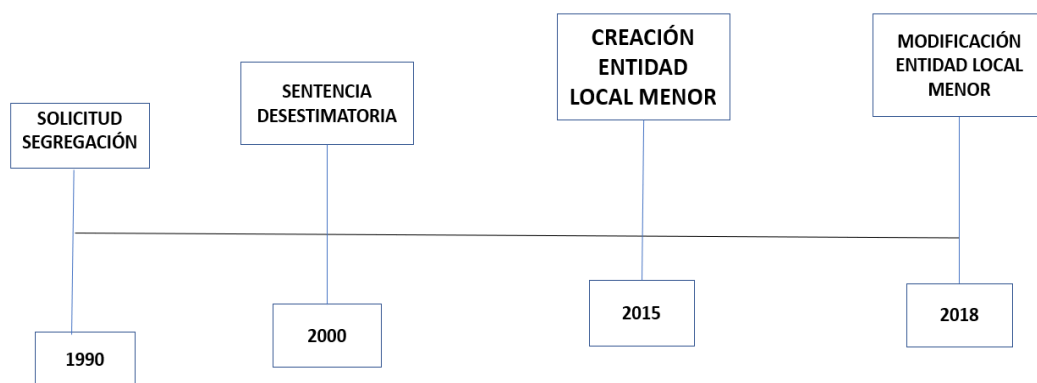 SOLICITUD
SEGREGACIÓN
SENTENCIA
DESESTIMATORIA
CREACIÓN
ENTIDAD
LOCAL MENOR
MODIFICACIÓN
ENTIDAD LOCAL
MENOR
1990
2000
2015
2018